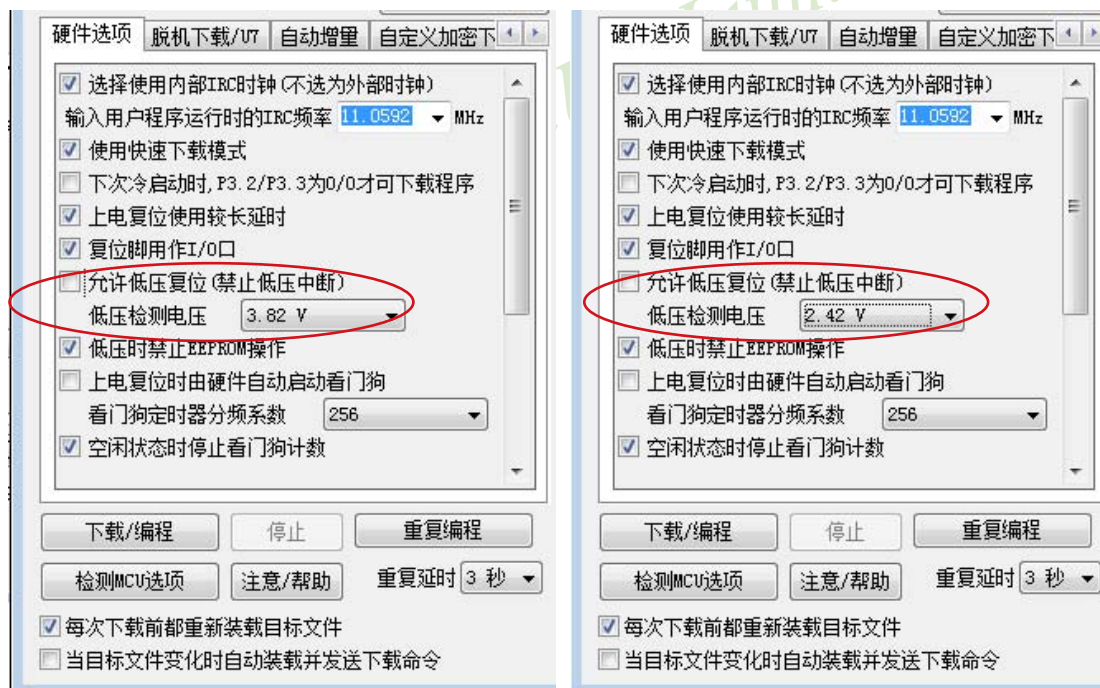 硬件选项 脱机下载/U7 自动增量 自定义加密下
选择使用内部IRC时钟(不选为外部时钟)
输入用户程序运行时的IRC频率 11.0592 MHz
使用快速下载模式
下次冷启动时,P3.2/P3.3为0/0才可下载程序
上电复位使用较长延时
复位脚用作I/O口
允许低压复位(禁止低压中断)
低压检测电压 3.82 V
低压时禁止EEPROM操作
上电复位时由硬件自动启动看门狗
看门狗定时器分频系数 256
空闲状态时停止看门狗计数
下载/编程 停止 重复编程
检测MCU选项 注意/帮助 重复延时 3 秒
每次下载前都重新装载目标文件
当目标文件变化时自动装载并发送下载命令
硬件选项 脱机下载/U7 自动增量 自定义加密下
选择使用内部IRC时钟(不选为外部时钟)
输入用户程序运行时的IRC频率 11.0592 MHz
使用快速下载模式
下次冷启动时,P3.2/P3.3为0/0才可下载程序
上电复位使用较长延时
复位脚用作I/O口
允许低压复位(禁止低压中断)
低压检测电压 2.42 V
低压时禁止EEPROM操作
上电复位时由硬件自动启动看门狗
看门狗定时器分频系数 256
空闲状态时停止看门狗计数
下载/编程 停止 重复编程
检测MCU选项 注意/帮助 重复延时 3 秒
每次下载前都重新装载目标文件
当目标文件变化时自动装载并发送下载命令